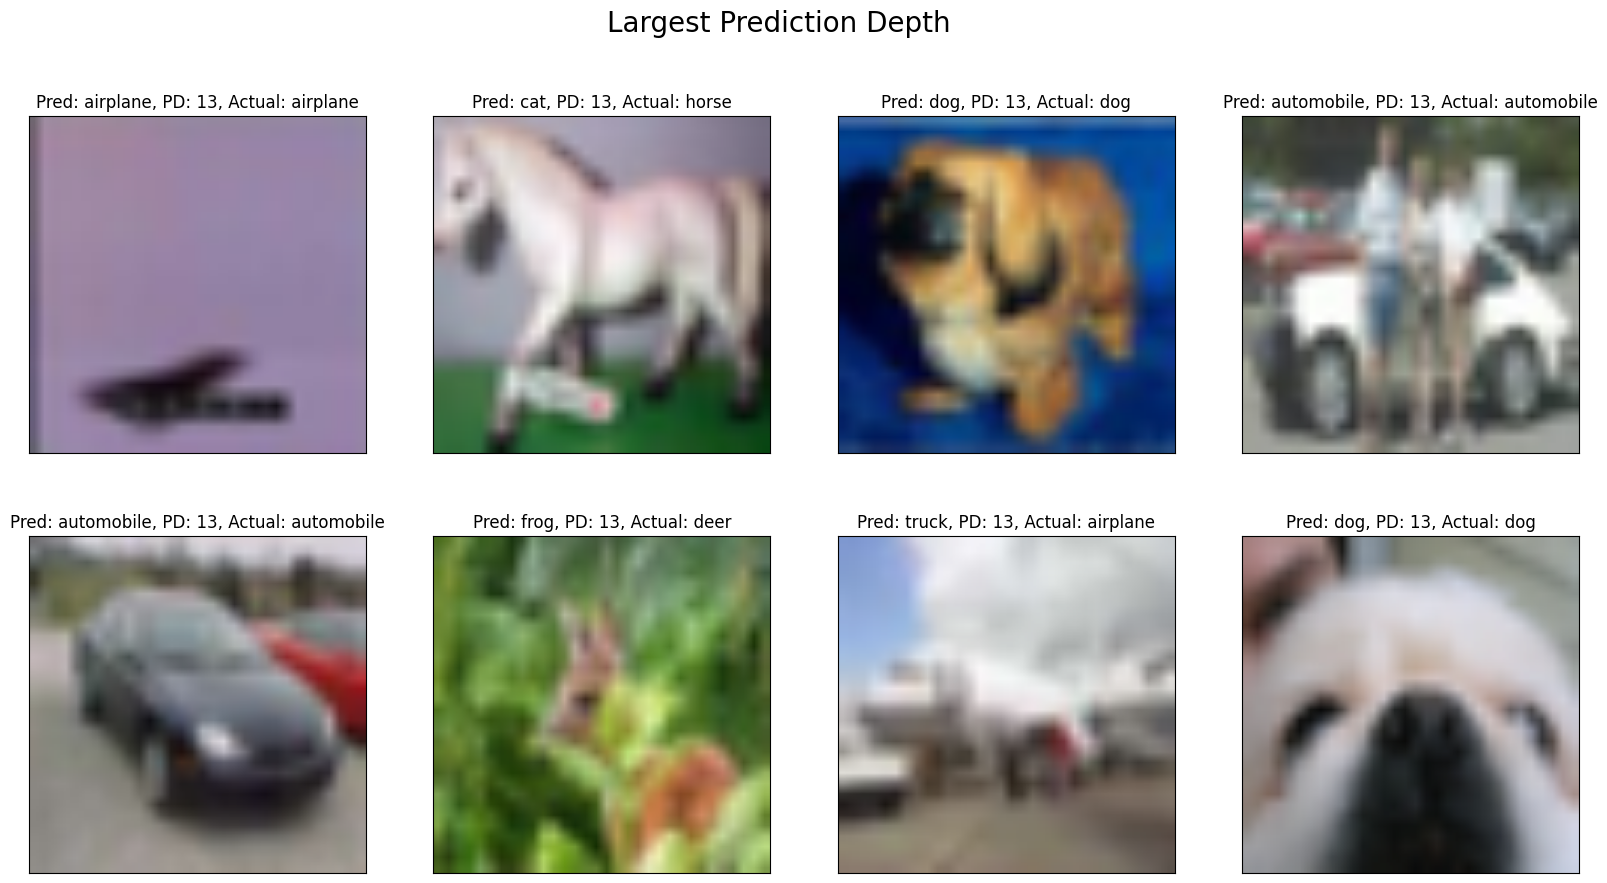 Largest Prediction Depth
Pred: airplane, PD: 13, Actual: airplane
Pred: cat, PD: 13, Actual: horse
Pred: dog, PD: 13, Actual: dog
Pred: automobile, PD: 13, Actual: automobile
Pred: automobile, PD: 13, Actual: automobile
Pred: frog, PD: 13, Actual: deer
Pred: truck, PD: 13, Actual: airplane
Pred: dog, PD: 13, Actual: dog